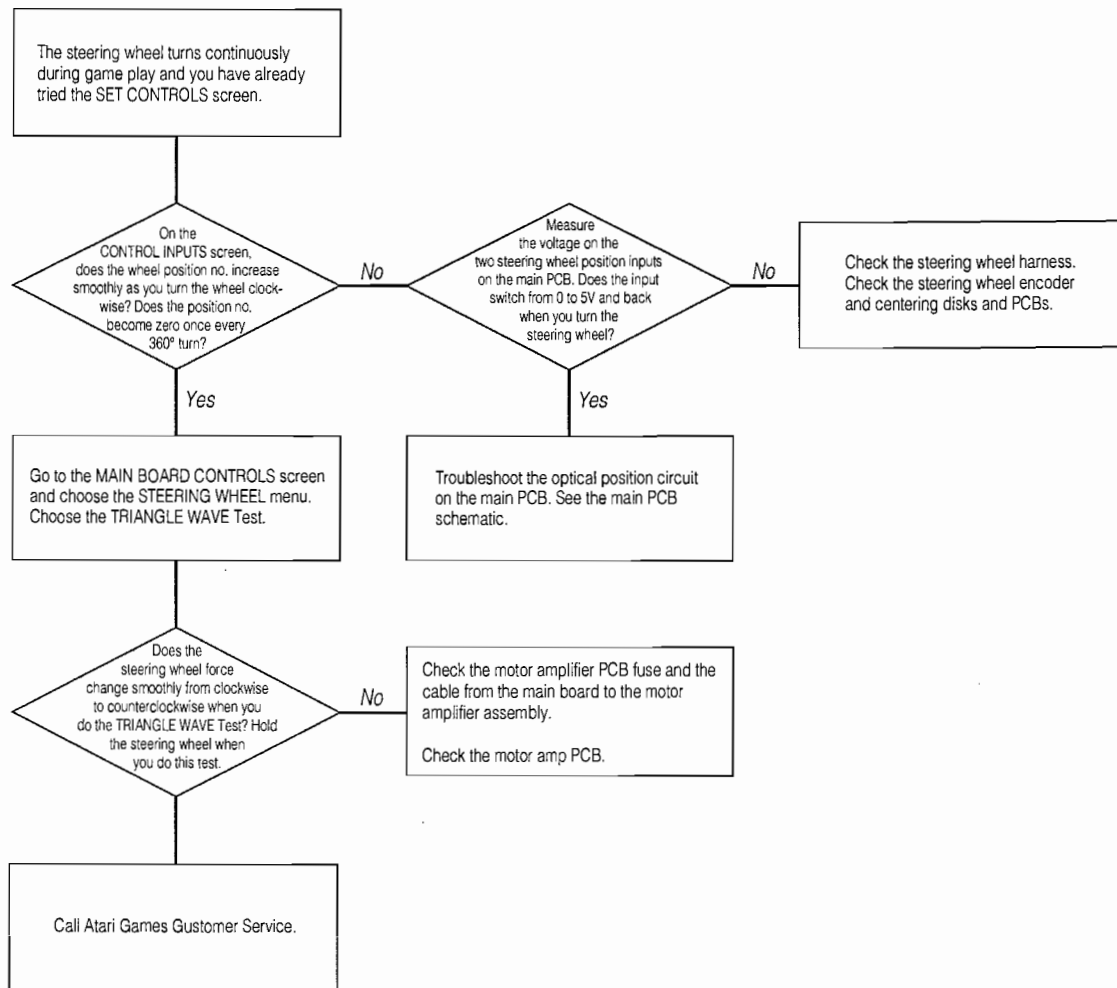 The steering wheel turns continuously
during game play and you have already
tried the SET CONTROLS screen.
On the
CONTROL INPUTS screen,
does the wheel position no. increase
smoothly as you turn the wheel clock-
wise? Does the position no.
become zero once every
360° turn?
No
Measure
the voltage on the
two steering wheel position inputs
on the main PCB. Does the input
switch from 0 to 5V and back
when you turn the
steering wheel?
No
Check the steering wheel harness.
Check the steering wheel encoder
and centering disks and PCBs.
Yes
Yes
Go to the MAIN BOARD CONTROLS screen
and choose the STEERING WHEEL menu.
Choose the TRIANGLE WAVE Test.
Troubleshoot the optical position circuit
on the main PCB. See the main PCB
schematic.
Does the
steering wheel force
change smoothly from clockwise
to counterclockwise when you
do the TRIANGLE WAVE Test? Hold
the steering wheel when
you do this test.
No
Check the motor amplifier PCB fuse and the
cable from the main board to the motor
amplifier assembly.
Check the motor amp PCB.
Call Atari Games Gustomer Service.